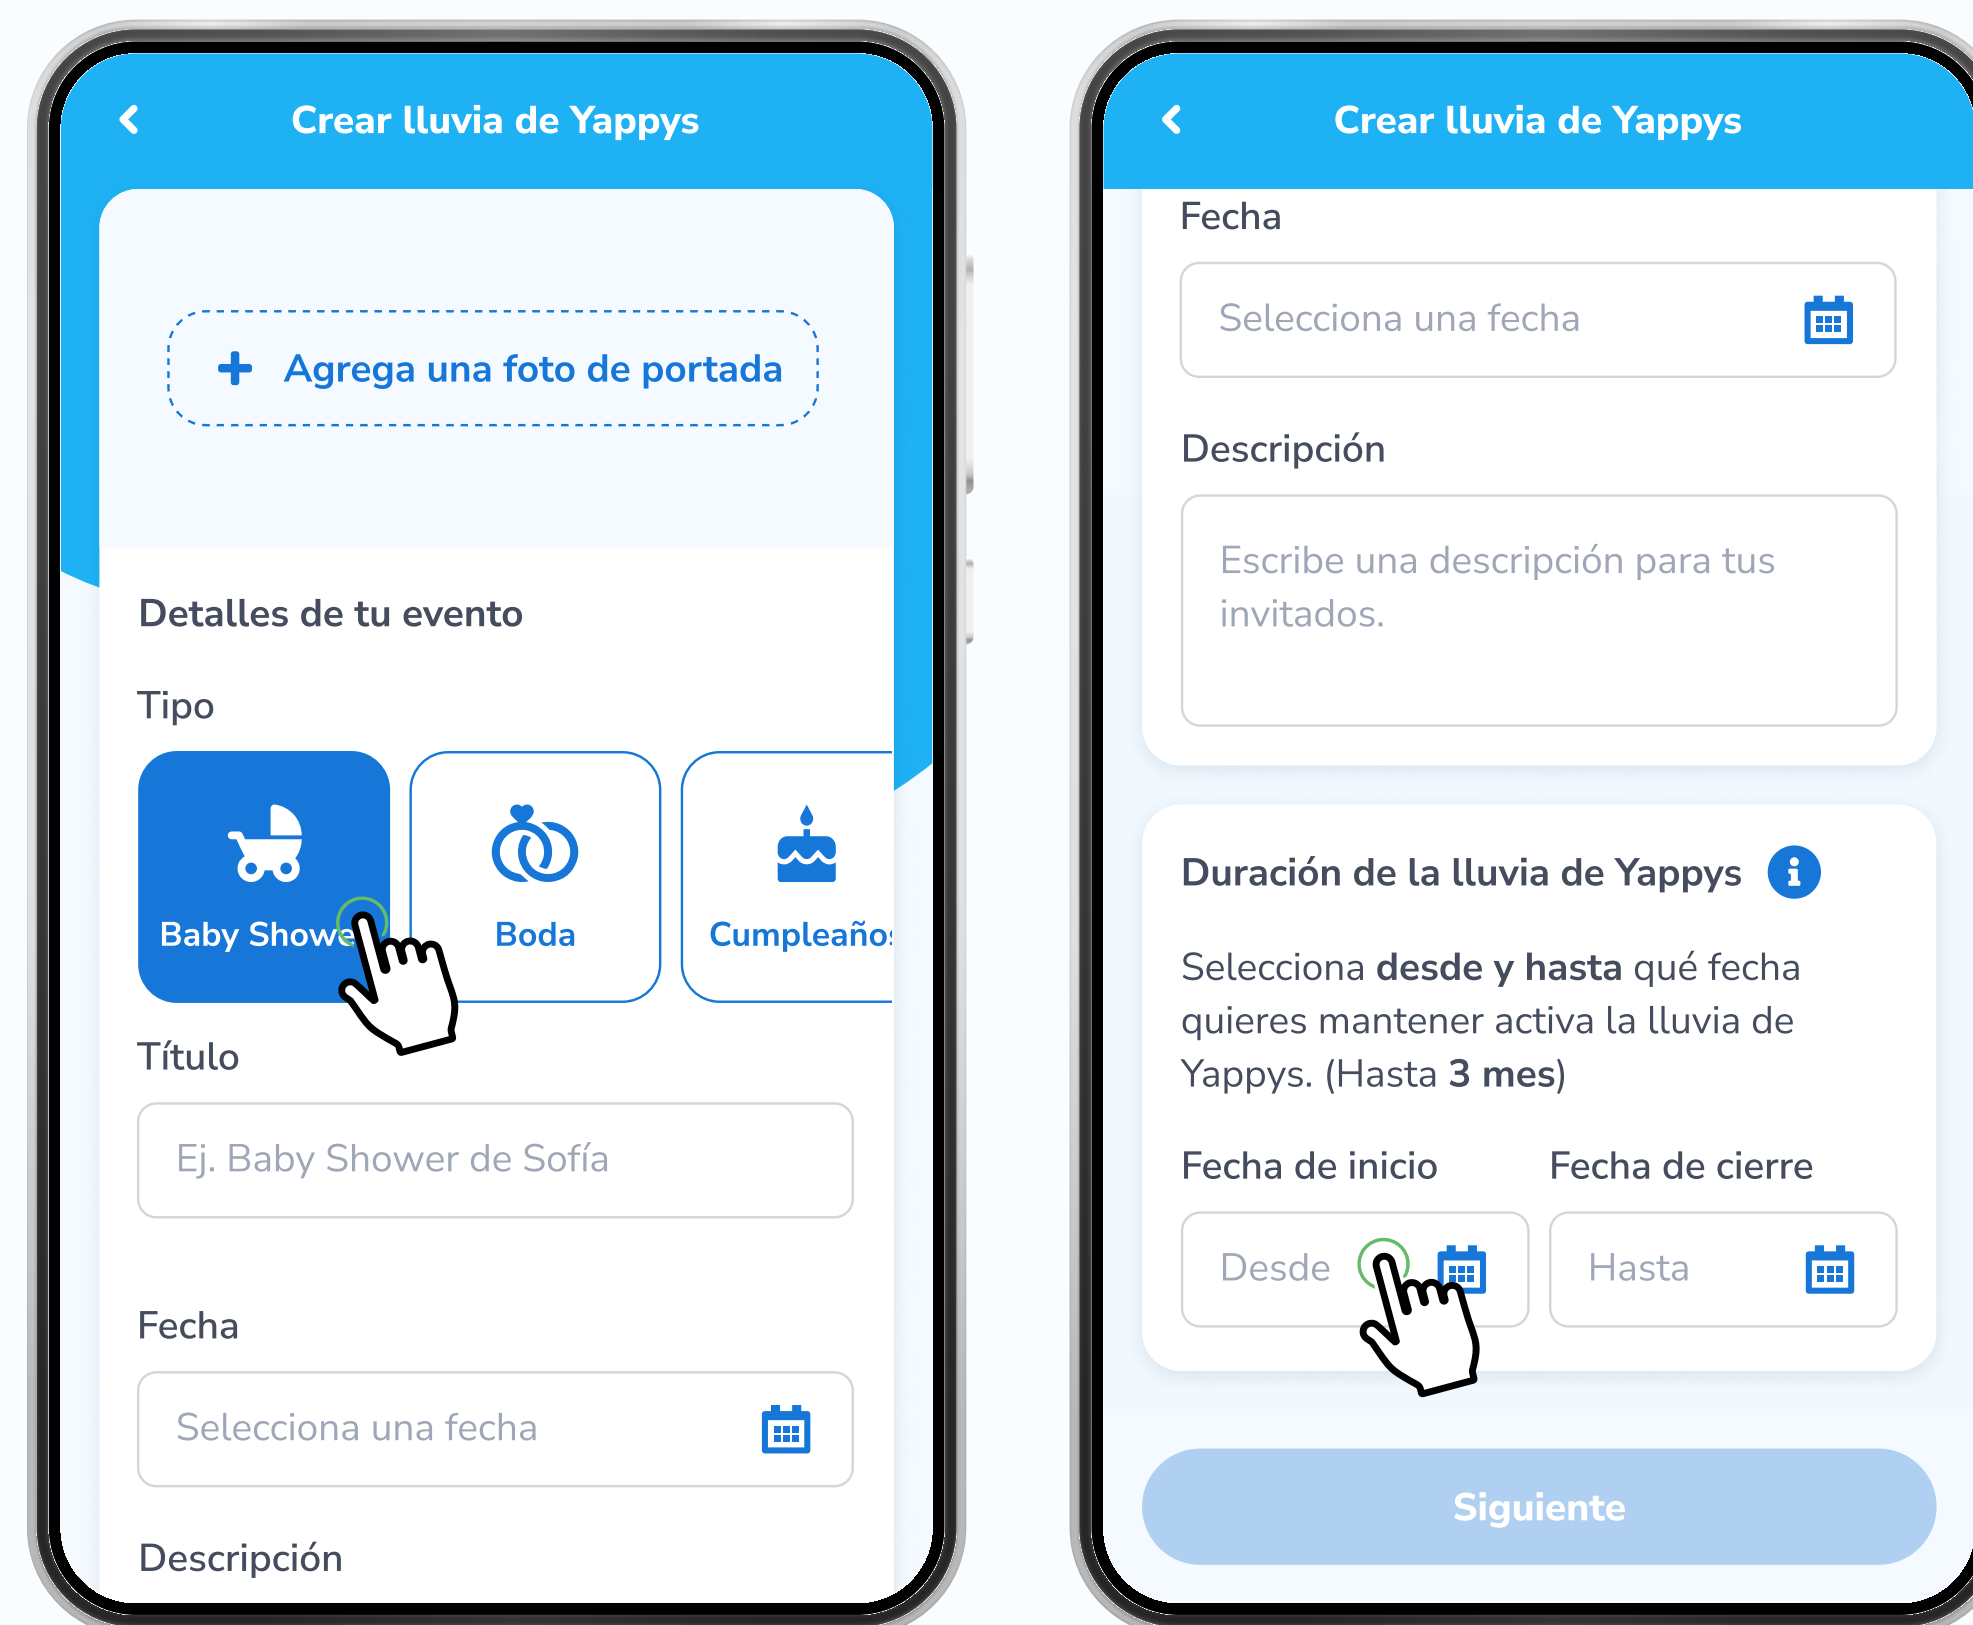 Crear lluvia de Yappys
Agrega una foto de portada
Detalles de tu evento
Tipo
Baby Showe
Boda
Cumpleaños
Título
Ej. Baby Shower de Sofía
Fecha
Selecciona una fecha
Descripción
Crear lluvia de Yappys
Fecha
Selecciona una fecha
Descripción
Escribe una descripción para tus
invitados.
Duración de la lluvia de Yappys
Selecciona desde y hasta qué fecha
quieres mantener activa la lluvia de
Yappys. (Hasta 3 mes)
Fecha de inicio
Fecha de cierre
Desde
Hasta
Siguiente